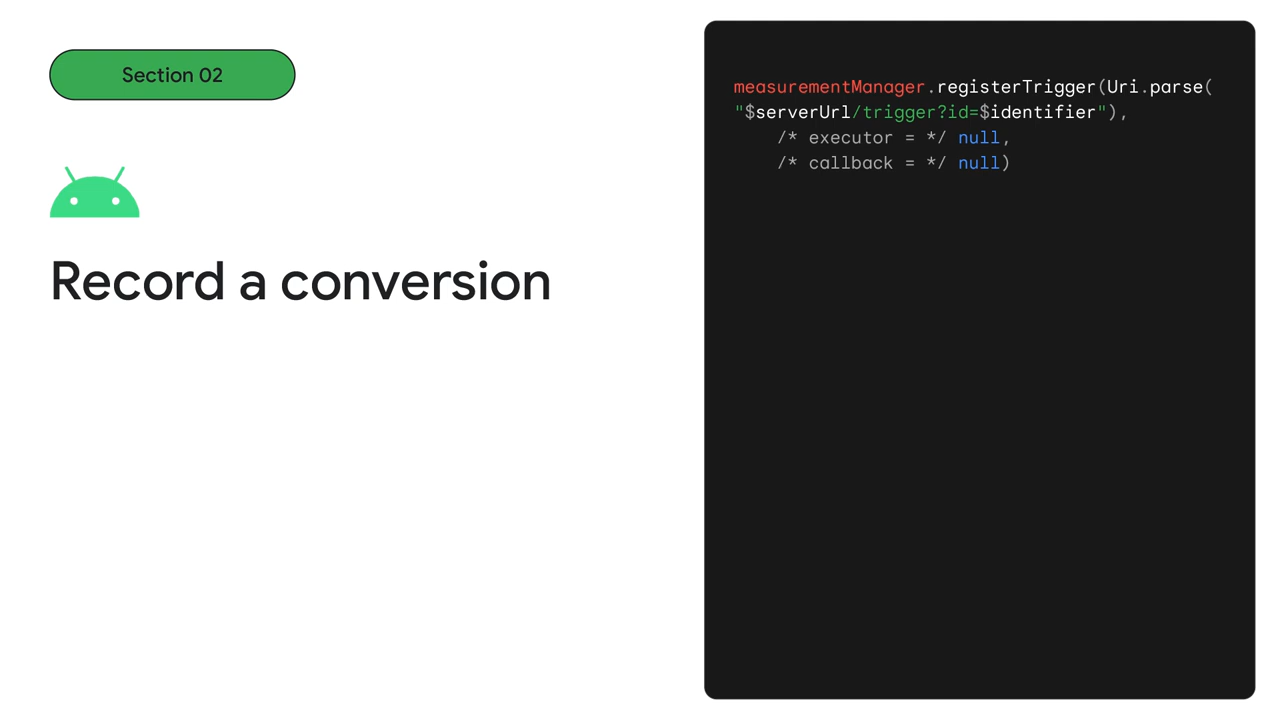 Section 02
Record a conversion
measurementManager.registerTrigger(Uri.parse(
"$serverUrl/trigger?id=$identifier"),
    /* executor = */ null,
    /* callback = */ null)